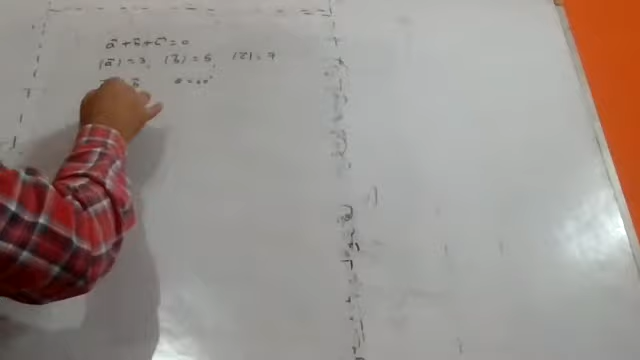 a⃗ + b⃗ + c⃗ = 0
|a⃗| = 3, |b⃗| = 5, |c⃗| = 7
b⃗ θ = 60°